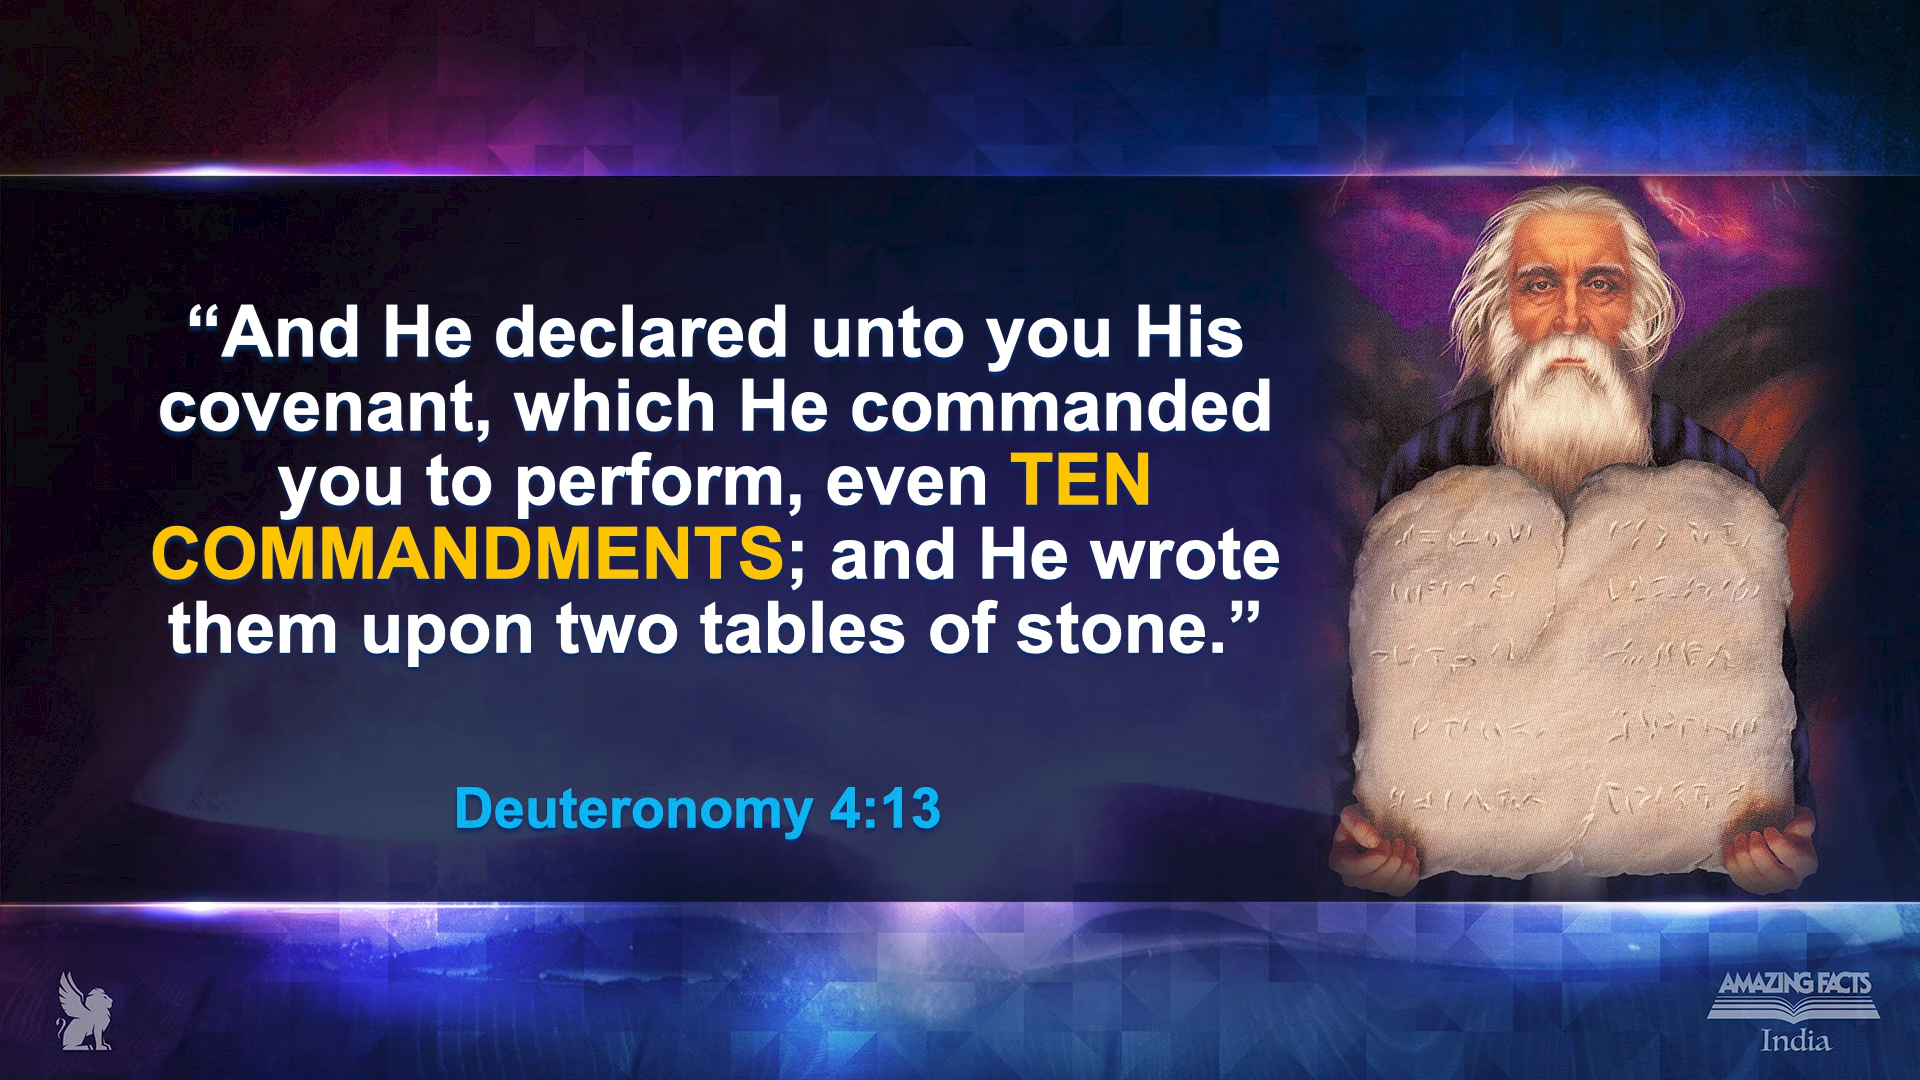 “And He declared unto you His
covenant, which He commanded
you to perform, even TEN
COMMANDMENTS; and He wrote
them upon two tables of stone.”
Deuteronomy 4:13
AMAZING FACTS
India